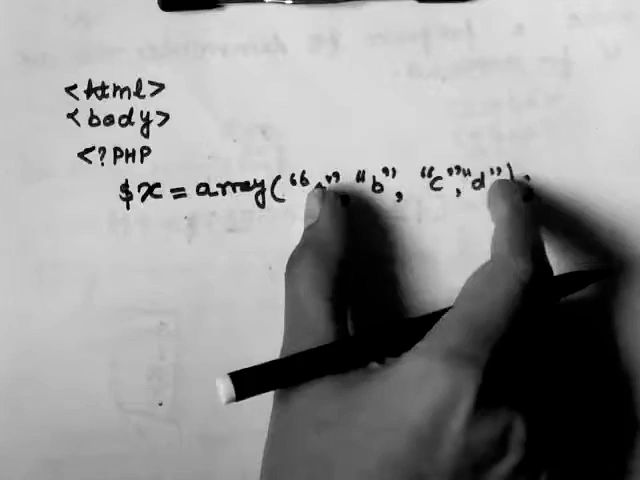 <html>
<body>
<?PHP
$x = array(" ", "b", "c", "d");